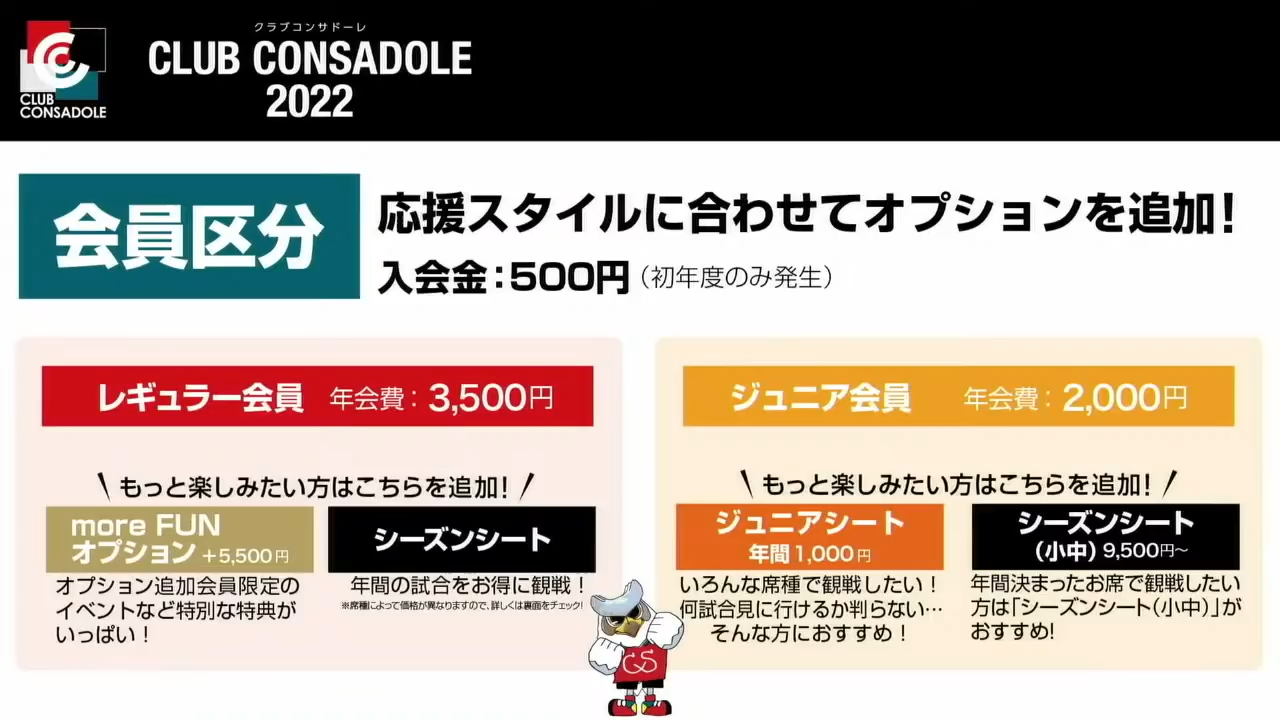 クラブコンサドーレ
CLUB CONSADOLE
2022
CLUB
CONSADOLE
会員区分
応援スタイルに合わせてオプションを追加!
入会金:500円(初年度のみ発生)
レギュラー会員 年会費:3,500円
もっと楽しみたい方はこちらを追加!
more FUN
オプション +5,500円
オプション追加会員限定の
イベントなど特別な特典が
いっぱい!
シーズンシート
年間の試合をお得に観戦!
※席種によって価格が異なりますので、詳しくは裏面をチェック!
ジュニア会員 年会費:2,000円
もっと楽しみたい方はこちらを追加!
ジュニアシート
年間1,000円
いろんな席種で観戦したい!
何試合見に行けるか判らない…
そんな方におすすめ!
シーズンシート
(小中)9,500円~
年間決まったお席で観戦したい
方は「シーズンシート(小中)」が
おすすめ!
CS